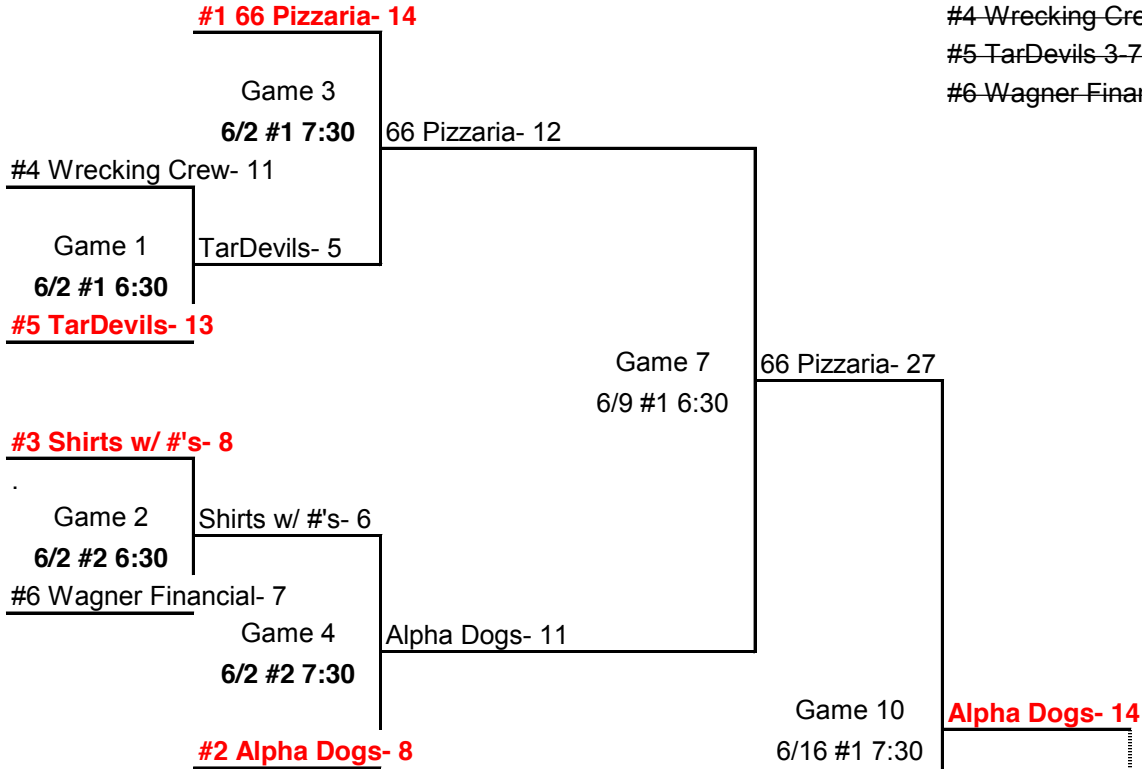 #1 66 Pizzaria- 14
#4 Wrecking
#5 TarDevils 3-7
#6 Wagner
Game 3
6/2 #1 7:30
66 Pizzaria- 12
#4 Wrecking Crew- 11
Game 1
TarDevils- 5
6/2 #1 6:30
#5 TarDevils- 13
Game 7
66 Pizzaria- 27
6/9 #1 6:30
#3 Shirts w/ #'s- 8
.
Game 2
Shirts w/ #'s- 6
6/2 #2 6:30
#6 Wagner Financial- 7
Game 4
Alpha Dogs- 11
6/2 #2 7:30
Game 10
Alpha Dogs- 14
#2 Alpha Dogs- 8
6/16 #1 7:30